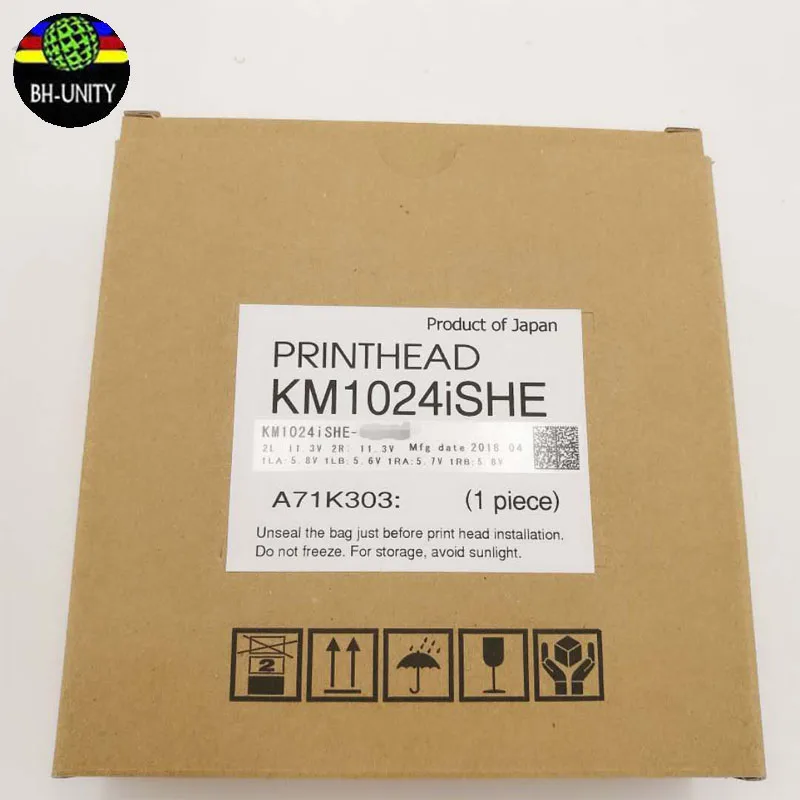 BH-UNITY
Product of Japan
PRINTHEAD
KM1024iSHE
KM1024iSHE-
2L 11.3V 2R: 11.3V Mfg date 2018 04
1LA:5.8V 1LB:5.6V 1RA:5.7V 1RB:5.6V
A71K303: (1 piece)
Unseal the bag just before print head installation.
Do not freeze. For storage, avoid sunlight.
2